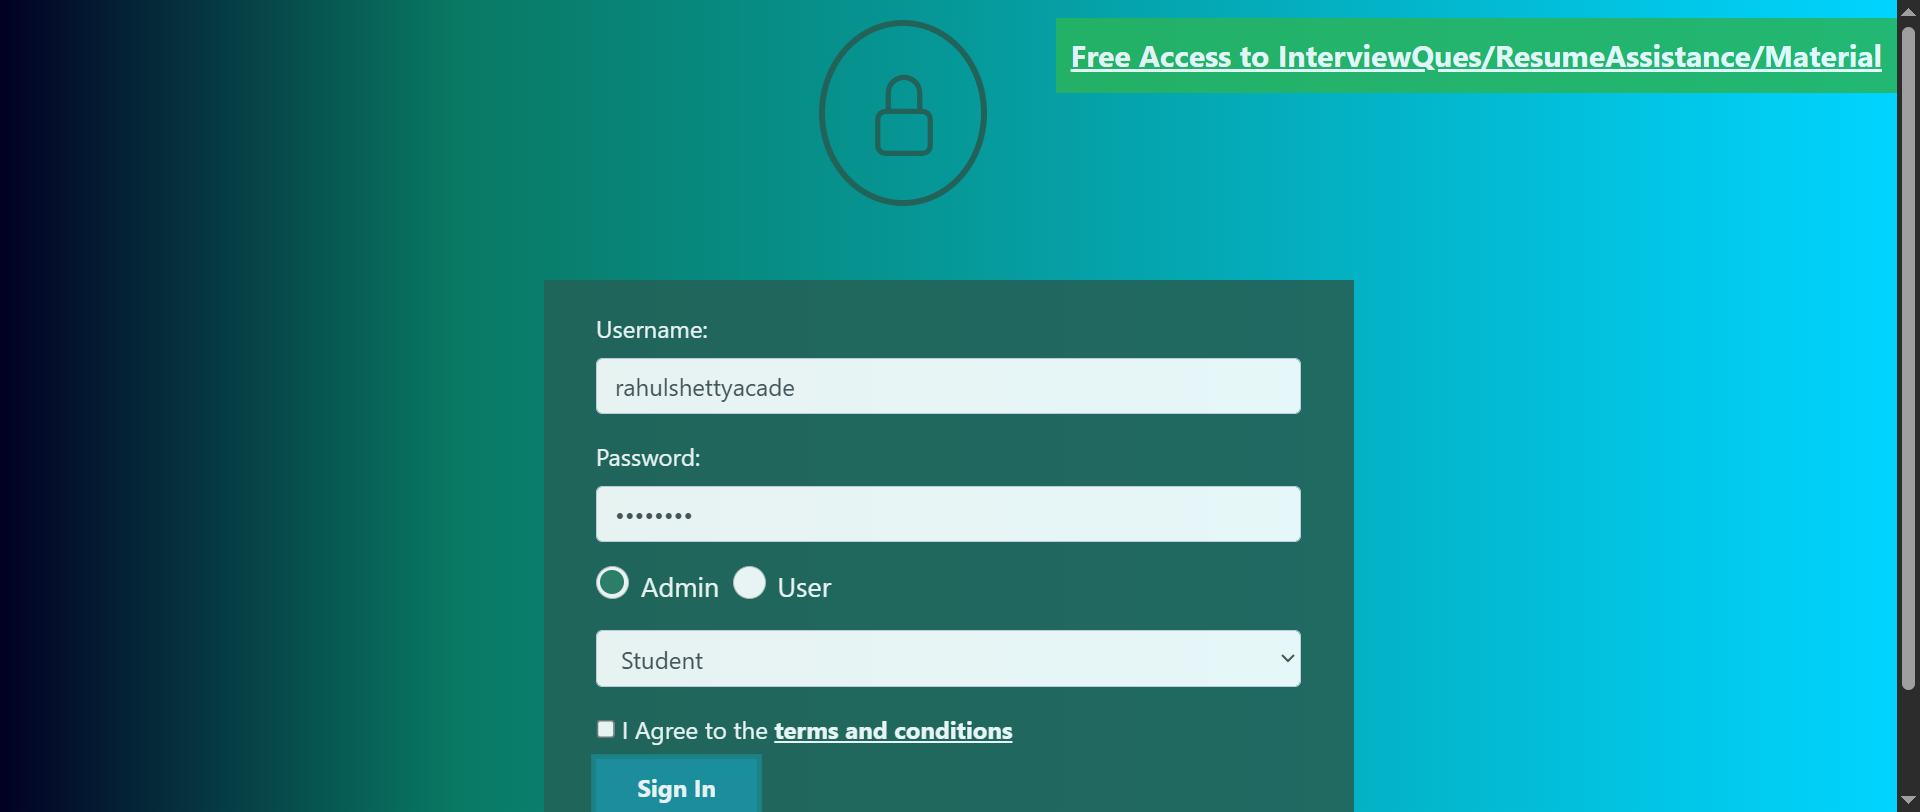 Free Access to InterviewQues/ResumeAssistance/Material
Username:
rahulshettyacade
Password:
••••••••
Admin User
Student
I Agree to the terms and conditions
Sign In